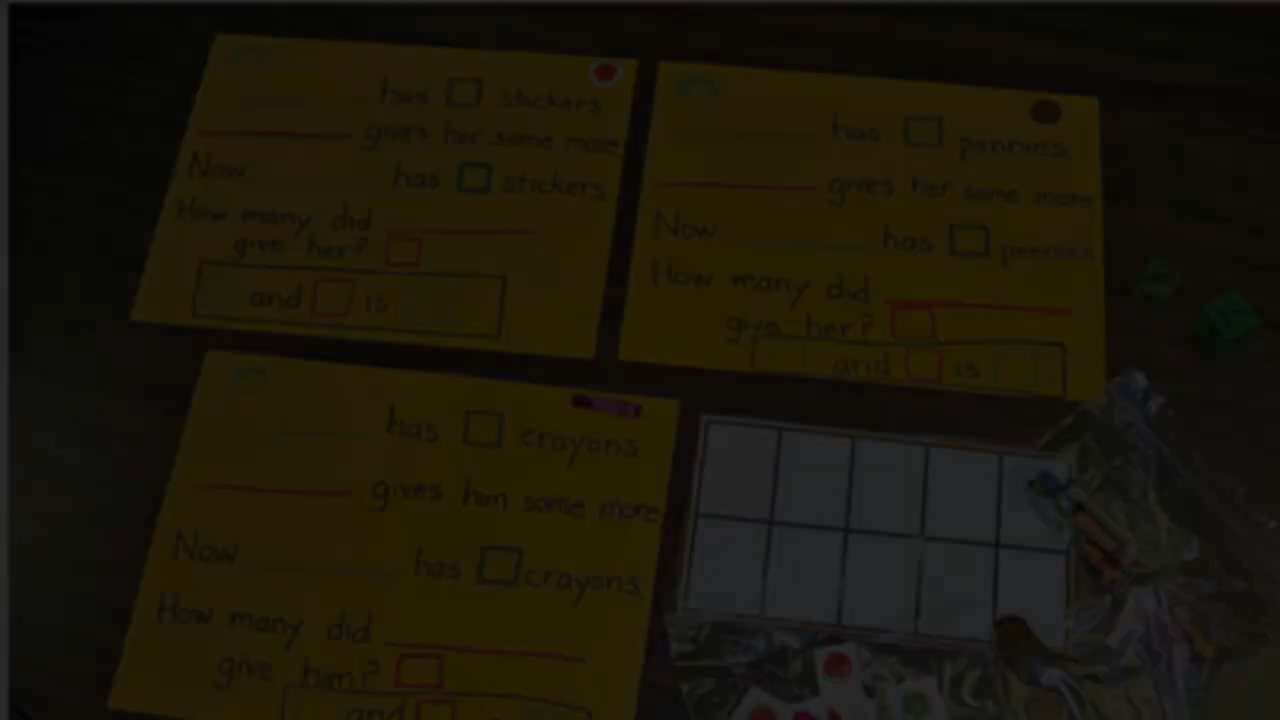 has stickers
gives her some more
Now has stickers
How many did
give her?
and is
has pennies
gives her some more
Now has pennies
How many did
give her?
and is
has crayons
gives him some more
Now has crayons
How many did
give him?
and